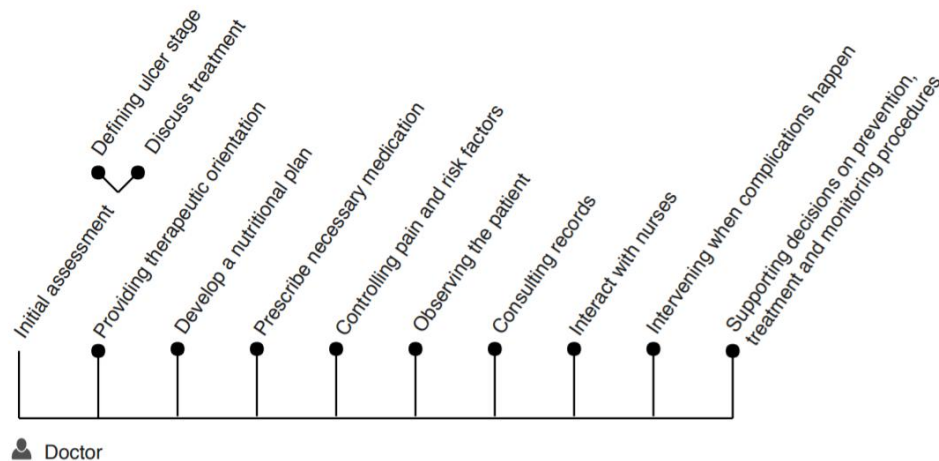 Defining ulcer stage
Discuss treatment
Initial assessment
Providing therapeutic orientation
Develop a nutritional plan
Prescribe necessary medication
Controlling pain and risk factors
Observing the patient
Consulting records
Interact with nurses
Intervening when complications happen
Supporting decisions on prevention,
treatment and monitoring procedures
Doctor